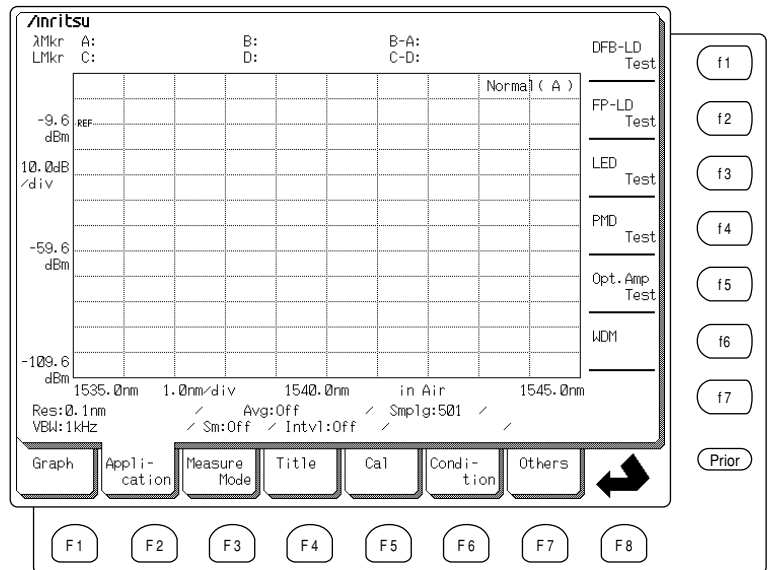 Anritsu
λMkr A: B: B-A:
LMkr C: D: C-D:
Normal ( A )
-9.6
dBm
REF
10.0dB
/div
-59.6
dBm
-109.6
dBm
1535.0nm 1.0nm/div 1540.0nm in Air 1545.0nm
Res:0.1nm / Avg:Off / Smplg:501 /
VBW:1kHz / Sm:Off / Intvl:Off / /
DFB-LD
Test
FP-LD
Test
LED
Test
PMD
Test
Opt.Amp
Test
WDM
Graph
Appli-
cation
Measure
Mode
Title
Cal
Condi-
tion
Others
f1
f2
f3
f4
f5
f6
f7
Prior
F1 F2 F3 F4 F5 F6 F7 F8